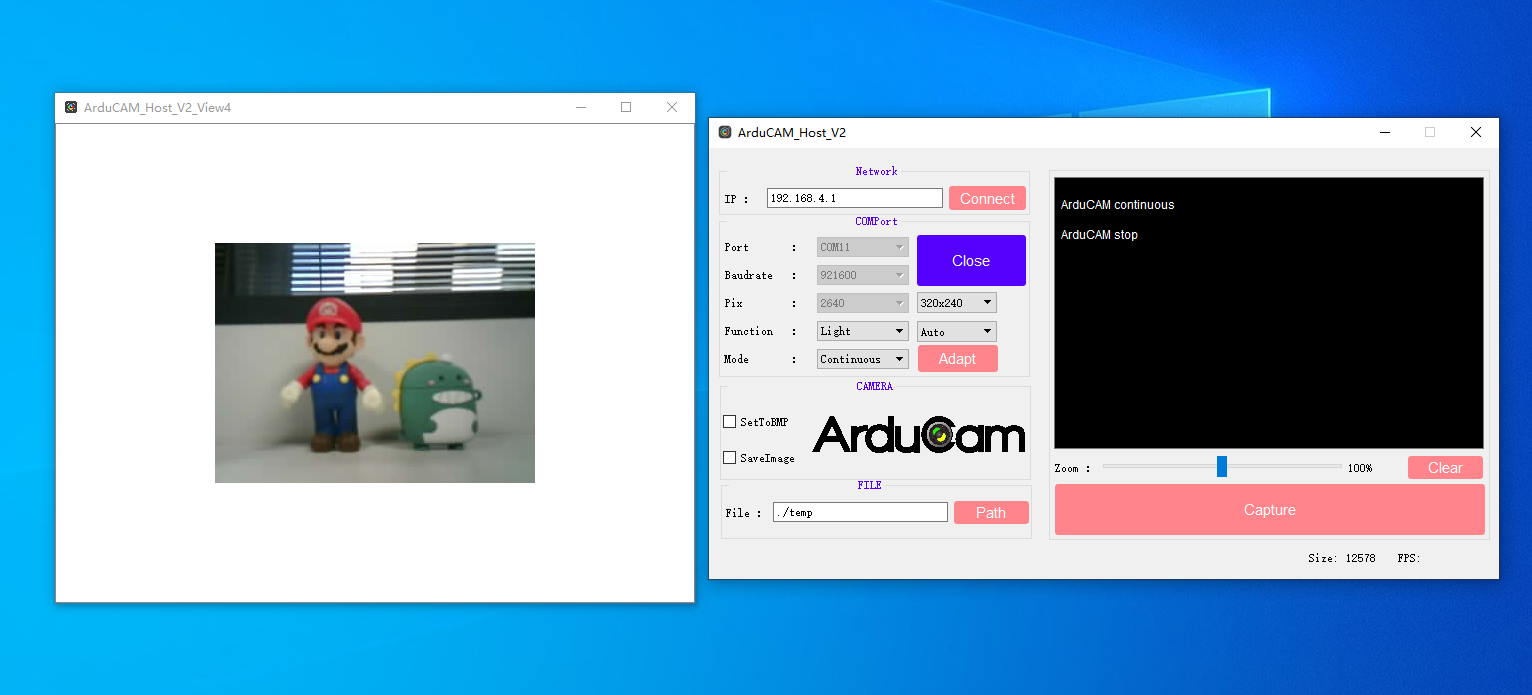 ArduCAM_Host_V2_View4
ArduCAM_Host_V2
Network
IP : 192.168.4.1 Connect
COMPort
Port : COM11 Close
Baudrate : 921600
Pix : 2640 320x240
Function : Light Auto
Mode : Continuous Adapt
CAMERA
SetToBMP
SaveImage
ArduCam
FILE
File : ./temp Path
ArduCAM continuous
ArduCAM stop
Zoom : 100% Clear
Capture
Size: 12578 FPS: